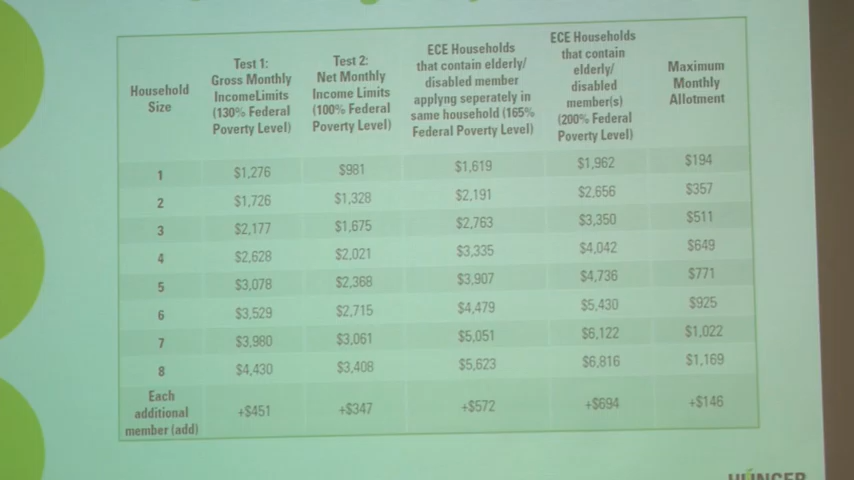 Household Size
Test 1: Gross Monthly IncomeLimits (130% Federal Poverty Level)
Test 2: Net Monthly Income Limits (100% Federal Poverty Level)
ECE Households that contain elderly/ disabled member applyng seperately in same household (165% Federal Poverty Level)
ECE Households that contain elderly/ disabled member(s) (200% Federal Poverty Level)
Maximum Monthly Allotment
1 $1,276 $981 $1,619 $1,962 $194
2 $1,726 $1,328 $2,191 $2,656 $357
3 $2,177 $1,675 $2,763 $3,350 $511
4 $2,628 $2,021 $3,335 $4,042 $649
5 $3,078 $2,368 $3,907 $4,736 $771
6 $3,529 $2,715 $4,479 $5,430 $925
7 $3,980 $3,061 $5,051 $6,122 $1,022
8 $4,430 $3,408 $5,623 $6,816 $1,169
Each additional member (add) +$451 +$347 +$572 +$694 +$146
HUNGER